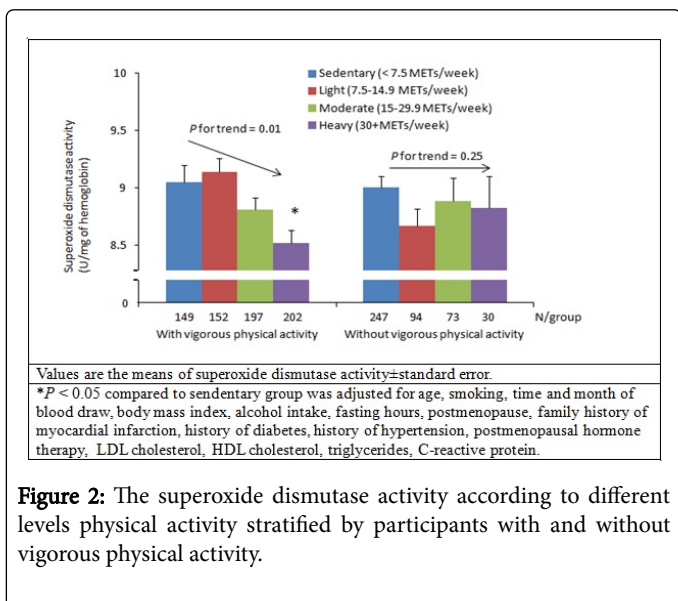 10
9.5
9
8.5
0
Superoxide dismutase activity
(U/mg of hemoglobin)
Sedentary (< 7.5 METs/week)
Light (7.5-14.9 METs/week)
Moderate (15-29.9 METs/week)
Heavy (30+METs/week)
P for trend = 0.01
P for trend = 0.25
*
149 152 197 202 247 94 73 30 N/group
With vigorous physical activity Without vigorous physical activity
Values are the means of superoxide dismutase activity±standard error.
*P < 0.05 compared to sendentary group was adjusted for age, smoking, time and month of
blood draw, body mass index, alcohol intake, fasting hours, postmenopause, family history of
myocardial infarction, history of diabetes, history of hypertension, postmenopausal hormone
therapy, LDL cholesterol, HDL cholesterol, triglycerides, C-reactive protein.
Figure 2: The superoxide dismutase activity according to different
levels physical activity stratified by participants with and without
vigorous physical activity.